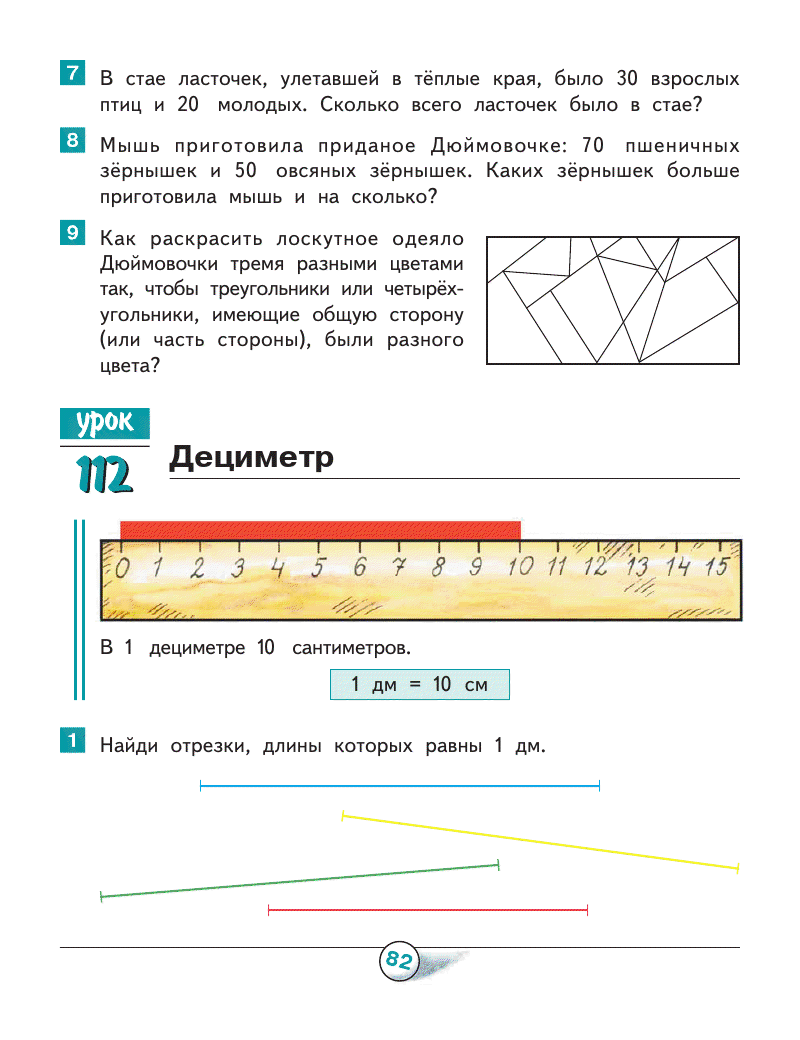 7 В стае ласточек, улетавшей в тёплые края, было 30 взрослых
птиц и 20 молодых. Сколько всего ласточек было в стае?
8 Мышь приготовила приданое Дюймовочке: 70 пшеничных
зёрнышек и 50 овсяных зёрнышек. Каких зёрнышек больше
приготовила мышь и на сколько?
9 Как раскрасить лоскутное одеяло
Дюймовочки тремя разными цветами
так, чтобы треугольники или четырёх-
угольники, имеющие общую сторону
(или часть стороны), были разного
цвета?
урок
112
Дециметр
0 1 2 3 4 5 6 7 8 9 10 11 12 13 14 15
В 1 дециметре 10 сантиметров.
1 дм = 10 см
1 Найди отрезки, длины которых равны 1 дм.
82